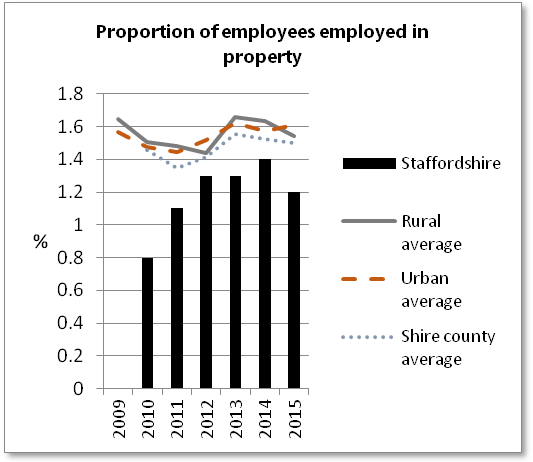 Proportion of employees employed in
property
1.8
1.6
1.4
1.2
1
0.8
0.6
0.4
0.2
0
%
2009
2010
2011
2012
2013
2014
2015
Staffordshire
Rural
average
Urban
average
Shire county
average